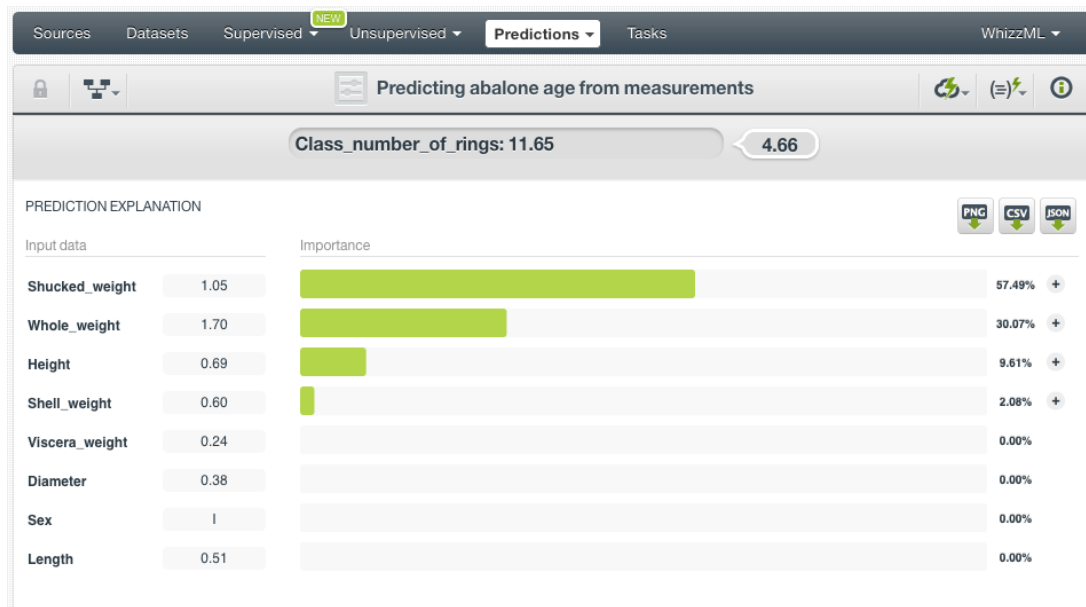 NEW
Sources Datasets Supervised Unsupervised Predictions Tasks WhizzML
Predicting abalone age from measurements
Class_number_of_rings: 11.65 4.66
PREDICTION EXPLANATION
PNG CSV JSON
Input data Importance
Shucked_weight 1.05 57.49% +
Whole_weight 1.70 30.07% +
Height 0.69 9.61% +
Shell_weight 0.60 2.08% +
Viscera_weight 0.24 0.00%
Diameter 0.38 0.00%
Sex I 0.00%
Length 0.51 0.00%